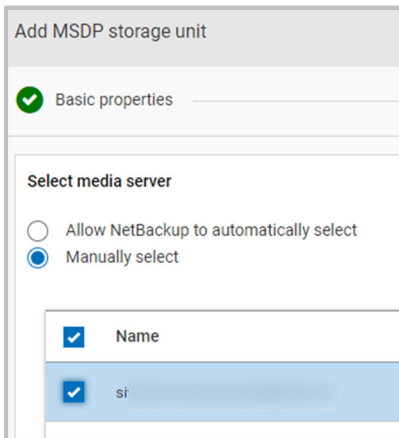 Add MSDP storage unit
Basic properties
Select media server
Allow NetBackup to automatically select
Manually select
Name